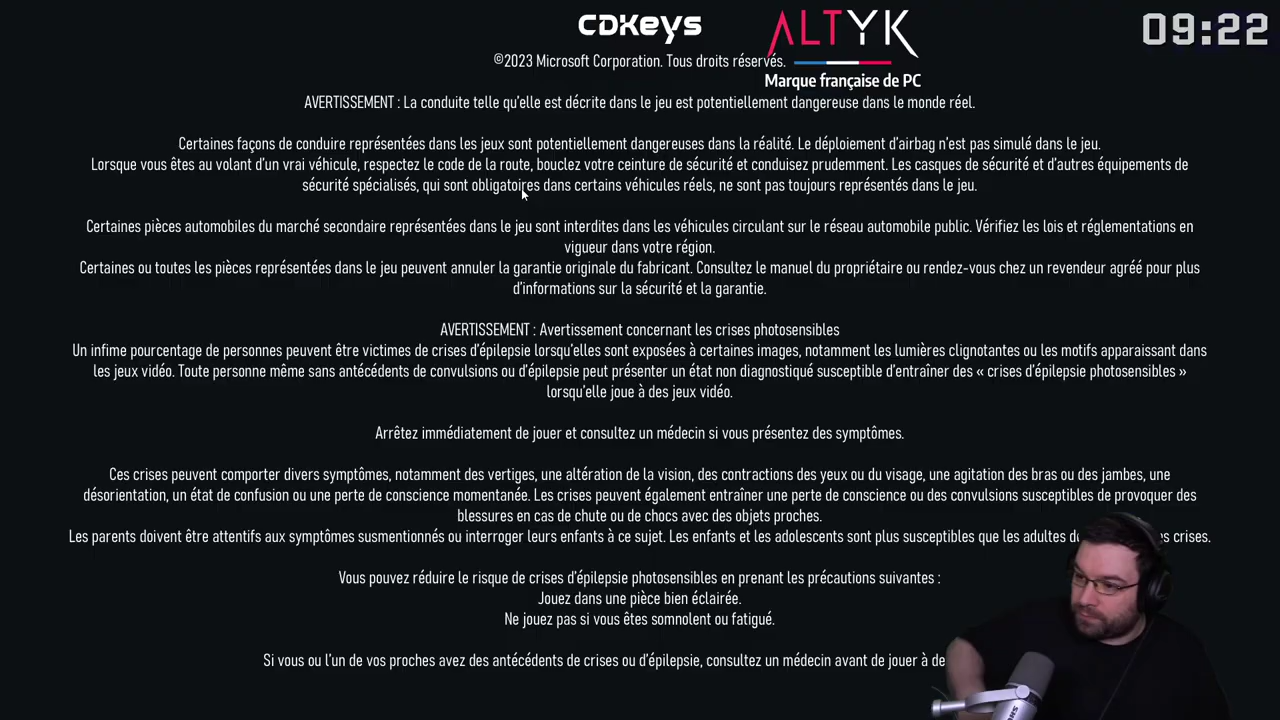 CDKeys
ALTYK
09:22
©2023 Microsoft Corporation. Tous droits réservés.
Marque française de PC
AVERTISSEMENT : La conduite telle qu'elle est décrite dans le jeu est potentiellement dangereuse dans le monde réel.
Certaines façons de conduire représentées dans les jeux sont potentiellement dangereuses dans la réalité. Le déploiement d'airbag n'est pas simulé dans le jeu.
Lorsque vous êtes au volant d'un vrai véhicule, respectez le code de la route, bouclez votre ceinture de sécurité et conduisez prudemment. Les casques de sécurité et d'autres équipements de
sécurité spécialisés, qui sont obligatoires dans certains véhicules réels, ne sont pas toujours représentés dans le jeu.
Certaines pièces automobiles du marché secondaire représentées dans le jeu sont interdites dans les véhicules circulant sur le réseau automobile public. Vérifiez les lois et réglementations en
vigueur dans votre région.
Certaines ou toutes les pièces représentées dans le jeu peuvent annuler la garantie originale du fabricant. Consultez le manuel du propriétaire ou rendez-vous chez un revendeur agréé pour plus
d'informations sur la sécurité et la garantie.
AVERTISSEMENT : Avertissement concernant les crises photosensibles
Un infime pourcentage de personnes peuvent être victimes de crises d'épilepsie lorsqu'elles sont exposées à certaines images, notamment les lumières clignotantes ou les motifs apparaissant dans
les jeux vidéo. Toute personne même sans antécédents de convulsions ou d'épilepsie peut présenter un état non diagnostiqué susceptible d'entraîner des « crises d'épilepsie photosensibles »
lorsqu'elle joue à des jeux vidéo.
Arrêtez immédiatement de jouer et consultez un médecin si vous présentez des symptômes.
Ces crises peuvent comporter divers symptômes, notamment des vertiges, une altération de la vision, des contractions des yeux ou du visage, une agitation des bras ou des jambes, une
désorientation, un état de confusion ou une perte de conscience momentanée. Les crises peuvent également entraîner une perte de conscience ou des convulsions susceptibles de provoquer des
blessures en cas de chute ou de chocs avec des objets proches.
Les parents doivent être attentifs aux symptômes susmentionnés ou interroger leurs enfants à ce sujet. Les enfants et les adolescents sont plus susceptibles que les adultes crises.
Vous pouvez réduire le risque de crises d'épilepsie photosensibles en prenant les précautions suivantes :
Jouez dans une pièce bien éclairée.
Ne jouez pas si vous êtes somnolent ou fatigué.
Si vous ou l'un de vos proches avez des antécédents de crises ou d'épilepsie, consultez un médecin avant de jouer à